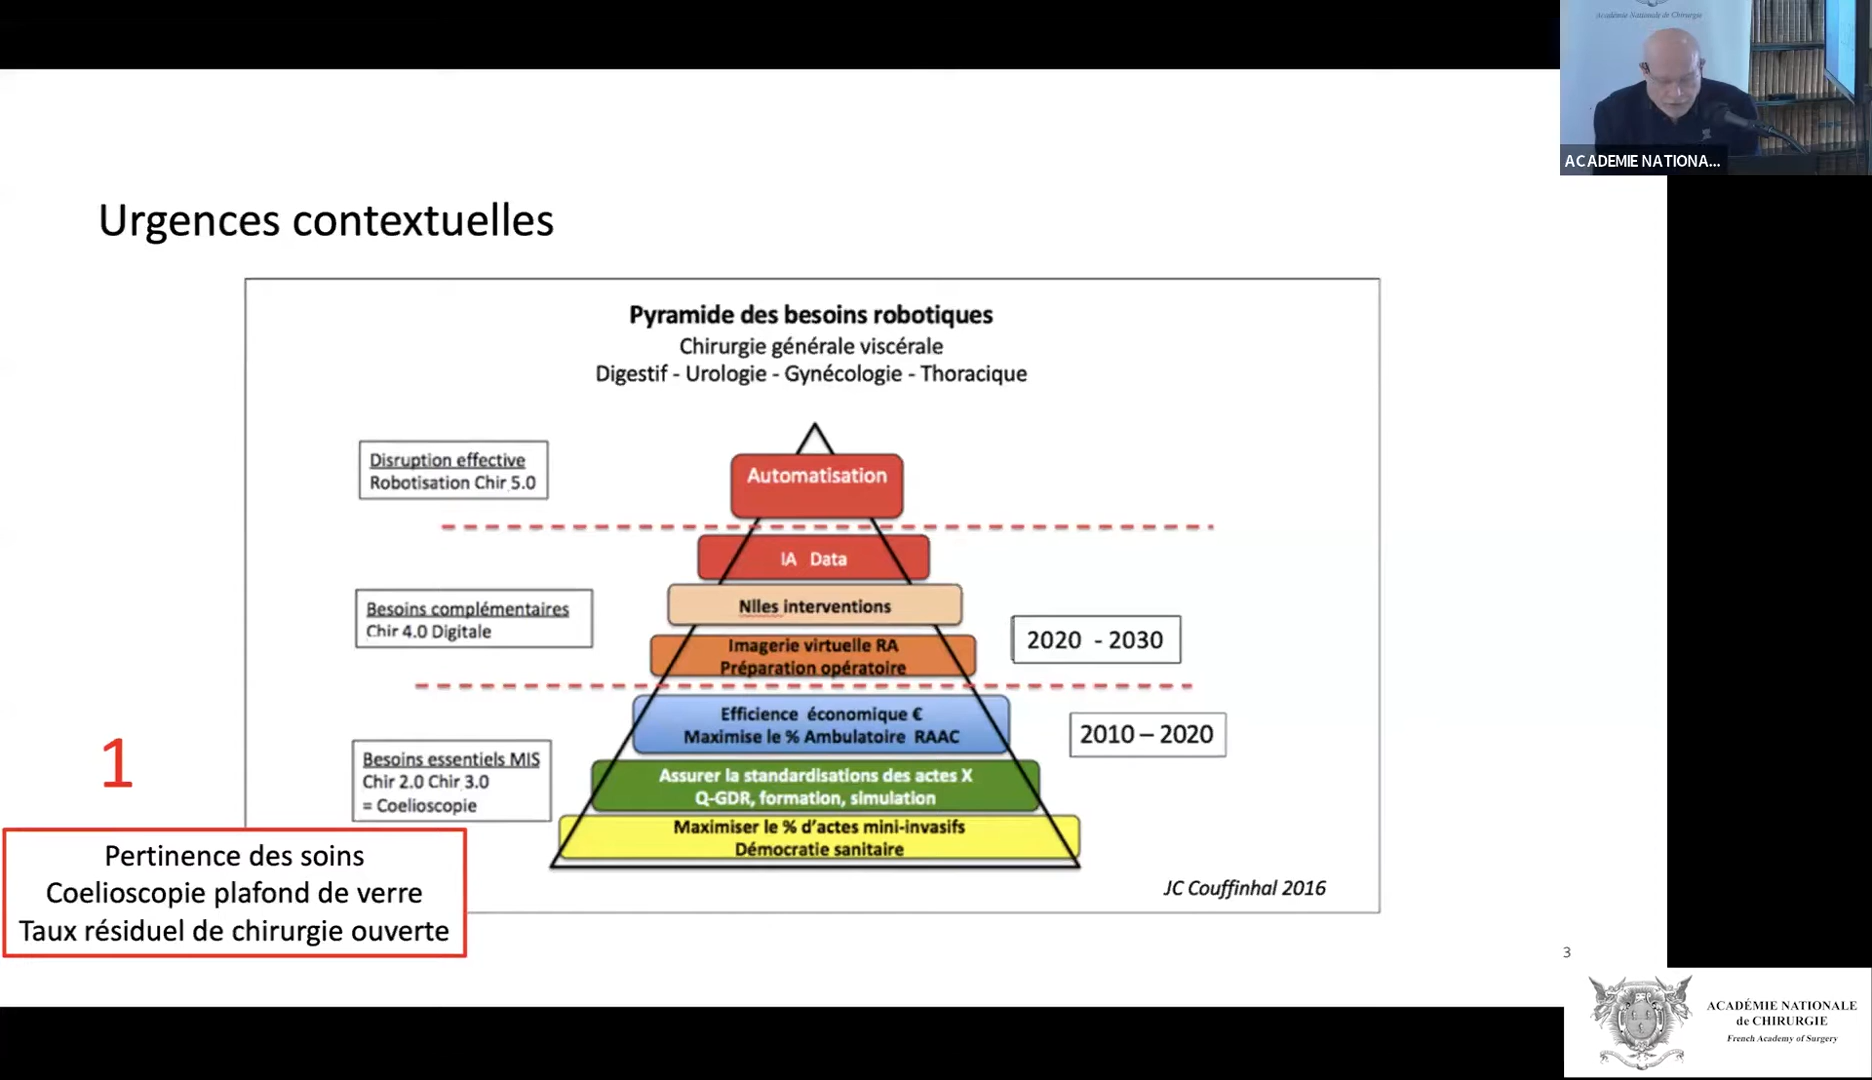 Académie Nationale de Chirurgie
ACADEMIE NATIONA...
Urgences contextuelles
Pyramide des besoins robotiques
Chirurgie générale viscérale
Digestif - Urologie - Gynécologie - Thoracique
Disruption effective
Robotisation Chir 5.0
Automatisation
IA Data
Nlles interventions
Besoins complémentaires
Chir 4.0 Digitale
Imagerie virtuelle RA
Préparation opératoire
2020 - 2030
Efficience économique €
Maximise le % Ambulatoire RAAC
2010 – 2020
1
Besoins essentiels MIS
Chir 2.0 Chir 3.0
= Coelioscopie
Assurer la standardisations des actes X
Q-GDR, formation, simulation
Maximiser le % d'actes mini-invasifs
Démocratie sanitaire
Pertinence des soins
Coelioscopie plafond de verre
Taux résiduel de chirurgie ouverte
JC Couffinhal 2016
3
ACADÉMIE NATIONALE
de CHIRURGIE
French Academy of Surgery